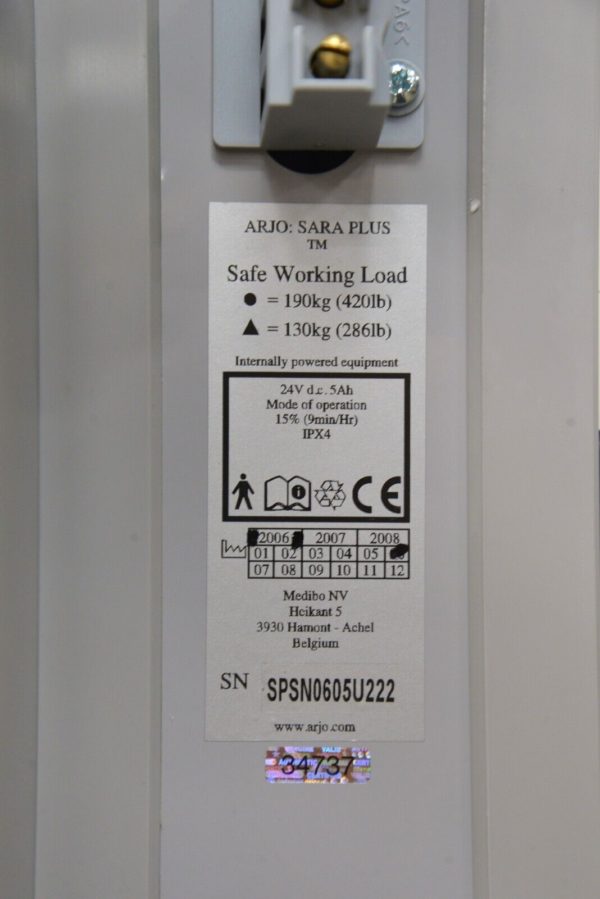 PA6<
ARJO: SARA PLUS
TM
Safe Working Load
● = 190kg (420lb)
▲ = 130kg (286lb)
Internally powered equipment
24V d.c. 5Ah
Mode of operation
15% (9min/Hr)
IPX4
CE
2006 2007 2008
01 02 03 04 05
07 08 09 10 11 12
Medibo NV
Heikant 5
3930 Hamont - Achel
Belgium
SN SPSN0605U222
www.arjo.com
34737